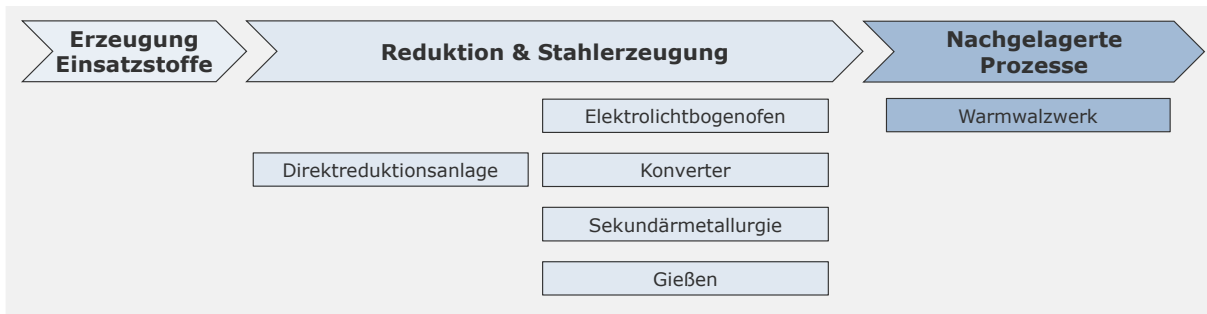 Erzeugung
Einsatzstoffe
Reduktion & Stahlerzeugung
Nachgelagerte
Prozesse
Elektrolichtbogenofen
Warmwalzwerk
Direktreduktionsanlage
Konverter
Sekundärmetallurgie
Gießen